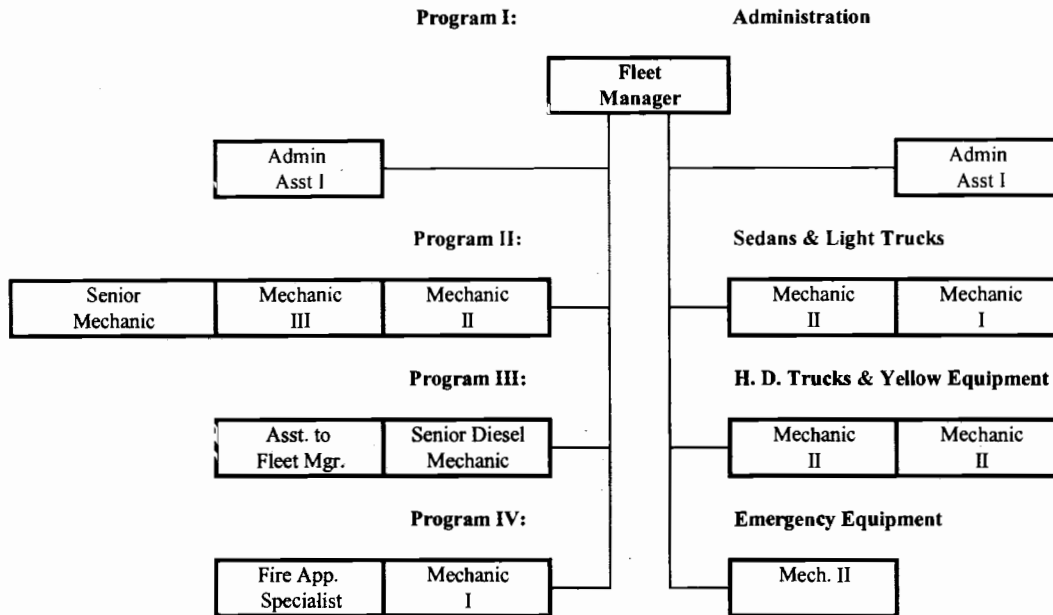 Program I: Administration
Fleet
Manager
Admin
Asst I
Admin
Asst I
Program II: Sedans & Light Trucks
Senior
Mechanic
Mechanic
III
Mechanic
II
Mechanic
II
Mechanic
I
Program III: H. D. Trucks & Yellow Equipment
Asst. to
Fleet Mgr.
Senior Diesel
Mechanic
Mechanic
II
Mechanic
II
Program IV: Emergency Equipment
Fire App.
Specialist
Mechanic
I
Mech. II